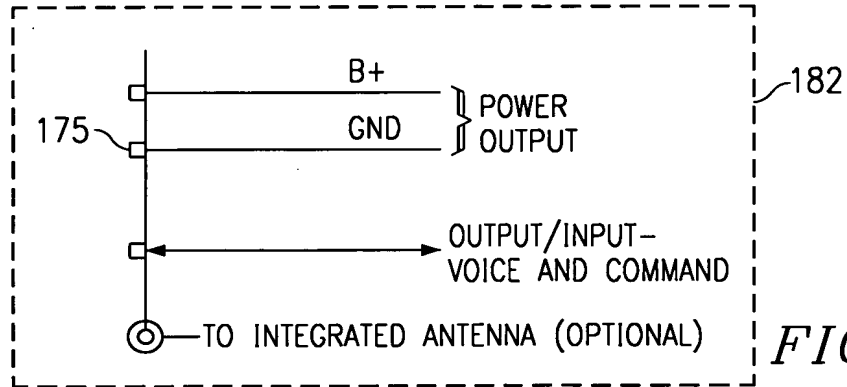 B+
182
POWER
175
GND
OUTPUT
OUTPUT/INPUT-
VOICE AND COMMAND
TO INTEGRATED ANTENNA (OPTIONAL)
FIG